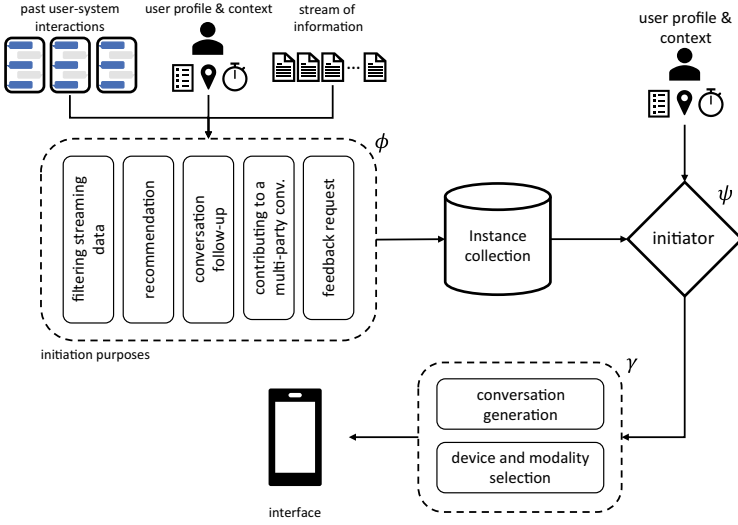 past user-system
interactions
user profile & context
stream of
information
user profile &
context
...
ϕ
filtering streaming
data
recommendation
conversation
follow-up
contributing to a
multi-party conv.
feedback request
initiation purposes
Instance
collection
ψ
initiator
γ
conversation
generation
device and modality
selection
interface